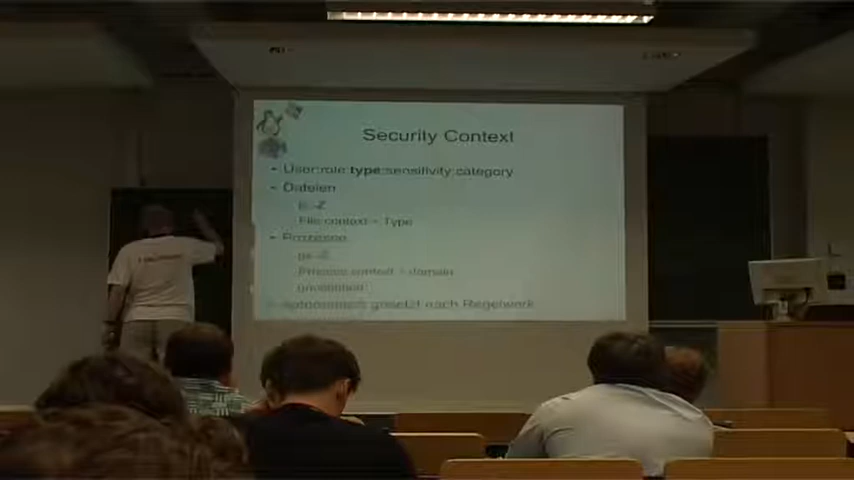 Security Context
• User:role:type:sensitivity:category
• Dateien
File context = Type
• Prozesse
Process context = domain
automatisch gesetzt nach Regelwerk